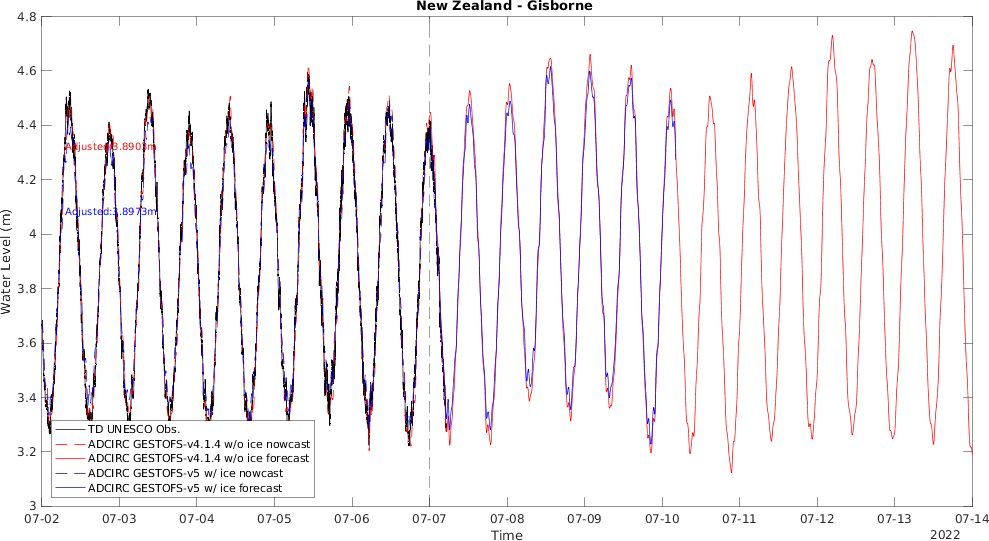 New Zealand - Gisborne
4.8
4.6
4.4
4.2
4
3.8
3.6
3.4
3.2
3
Water Level (m)
Adjusted:3.8903m
Adjusted:3.8973m
TD UNESCO Obs.
ADCIRC GESTOFS-v4.1.4 w/o ice nowcast
ADCIRC GESTOFS-v4.1.4 w/o ice forecast
ADCIRC GESTOFS-v5 w/ ice nowcast
ADCIRC GESTOFS-v5 w/ ice forecast
07-02 07-03 07-04 07-05 07-06 07-07 07-08 07-09 07-10 07-11 07-12 07-13 07-14
Time
2022